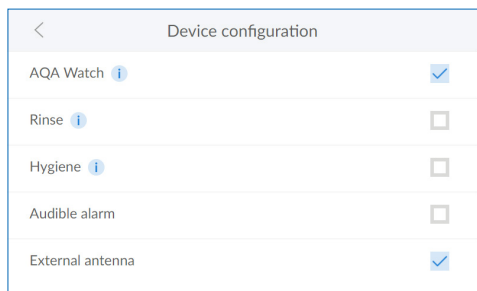 Device configuration
AQA Watch i
Rinse i
Hygiene i
Audible alarm
External antenna